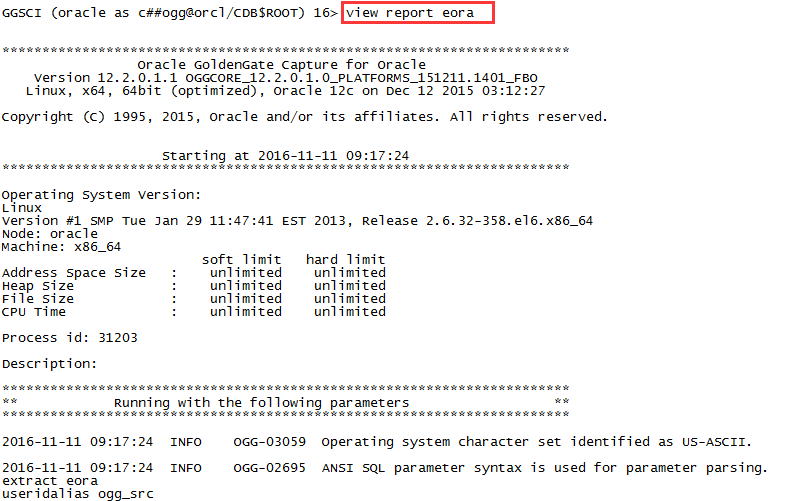 GGSCI (oracle as c##ogg@orcl/CDB$ROOT) 16> view report eora
***********************************************************************
Oracle GoldenGate Capture for Oracle
Version 12.2.0.1.1 OGGCORE_12.2.0.1.0_PLATFORMS_151211.1401_FBO
Linux, x64, 64bit (optimized), Oracle 12c on Dec 12 2015 03:12:27
Copyright (C) 1995, 2015, Oracle and/or its affiliates. All rights reserved.
Starting at 2016-11-11 09:17:24
***********************************************************************
Operating System Version:
Linux
Version #1 SMP Tue Jan 29 11:47:41 EST 2013, Release 2.6.32-358.el6.x86_64
Node: oracle
Machine: x86_64
soft limit hard limit
Address Space Size : unlimited unlimited
Heap Size : unlimited unlimited
File Size : unlimited unlimited
CPU Time : unlimited unlimited
Process id: 31203
Description:
***********************************************************************
** Running with the following parameters **
***********************************************************************
2016-11-11 09:17:24 INFO OGG-03059 Operating system character set identified as US-ASCII.
2016-11-11 09:17:24 INFO OGG-02695 ANSI SQL parameter syntax is used for parameter parsing.
extract eora
useridalias ogg_src